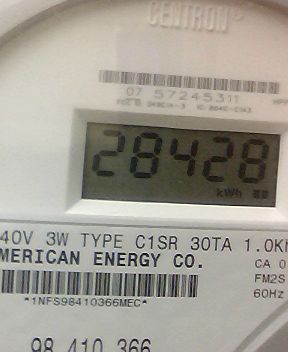 CENTRON
07 57245311
28428
kWh
40V 3W TYPE C1SR 30TA 1.0Kh
MERICAN ENERGY CO.
CA 0
FM2S
60Hz
*1NFS98410366MEC*
98 410 366